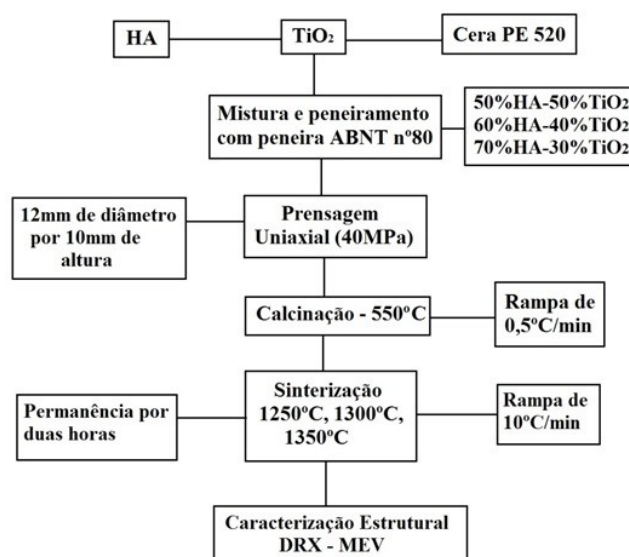 HA
TiO₂
Cera PE 520
Mistura e peneiramento
com peneira ABNT nº80
50%HA-50%TiO₂
60%HA-40%TiO₂
70%HA-30%TiO₂
12mm de diâmetro
por 10mm de
altura
Prensagem
Uniaxial (40MPa)
Calcinação - 550ºC
Rampa de
0,5ºC/min
Permanência por
duas horas
Sinterização
1250ºC, 1300ºC,
1350ºC
Rampa de
10ºC/min
Caracterização Estrutural
DRX - MEV